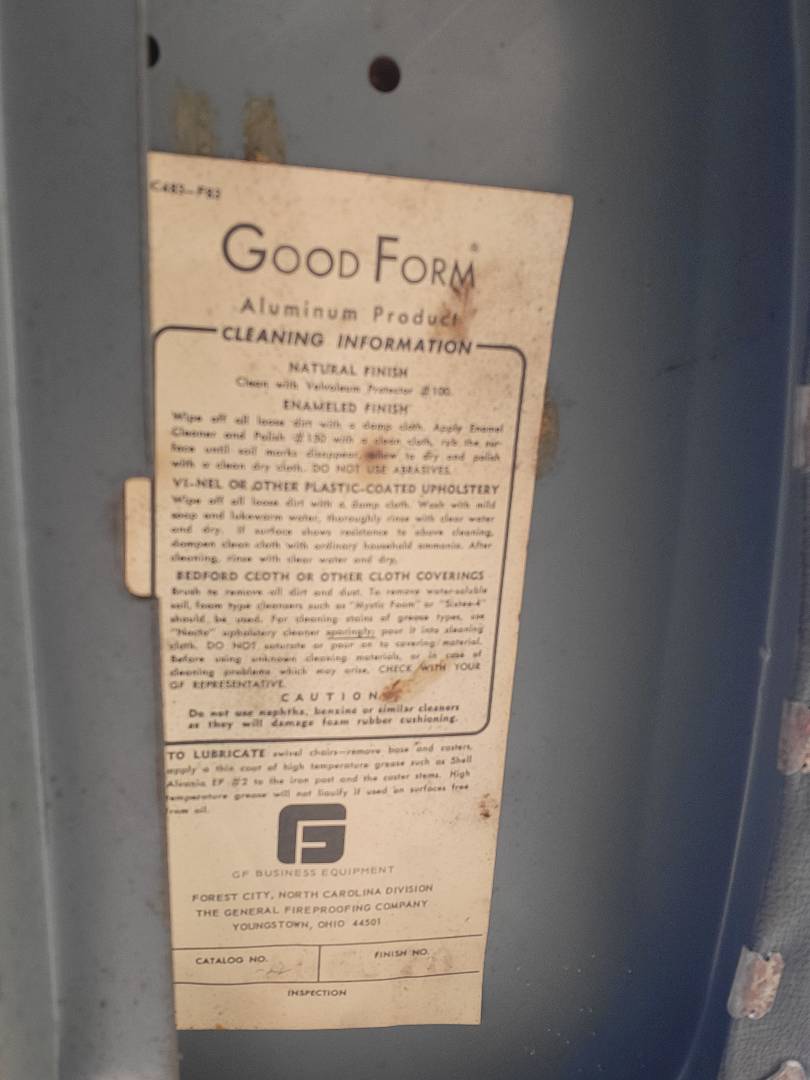 C483-F83
GOOD FORM®
Aluminum Product
CLEANING INFORMATION
NATURAL FINISH
Clean with Velvoleum Protector #100.
ENAMELED FINISH
Wipe off all loose dirt with a damp cloth. Apply Enamel
Cleaner and Polish #150 with a clean cloth, rub the sur-
face until soil marks disappear, allow to dry and polish
with a clean dry cloth. DO NOT USE ABRASIVES.
VI-NEL OR OTHER PLASTIC-COATED UPHOLSTERY
Wipe off all loose dirt with a damp cloth. Wash with mild
soap and lukewarm water, thoroughly rinse with clear water
and dry. If surface shows resistance to above cleaning,
dampen clean cloth with ordinary household ammonia. After
cleaning, rinse with clear water and dry.
BEDFORD CLOTH OR OTHER CLOTH COVERINGS
Brush to remove all dirt and dust. To remove water-soluble
soil, foam type cleansers such as "Mystic Foam" or
should be used. For cleaning stains of grease types, use
upholstery cleaner sparingly; pour it into cleaning
cloth. DO NOT saturate or pour on to covering material.
Before using unknown cleaning materials, or in case of
cleaning problems which may arise, CHECK WITH YOUR
GF REPRESENTATIVE.
CAUTION
Do not use naphtha, benzine or similar cleaners
as they will damage foam rubber cushioning.
TO LUBRICATE swivel chairs—remove base and casters,
apply a thin coat of high temperature grease such as Shell
Alvania EP #2 to the iron post and the caster stems. High
temperature grease will not liquify if used on surfaces free
from oil.
GF
GF BUSINESS EQUIPMENT
FOREST CITY, NORTH CAROLINA DIVISION
THE GENERAL FIREPROOFING COMPANY
YOUNGSTOWN, OHIO 44501
CATALOG NO.
FINISH NO.
INSPECTION